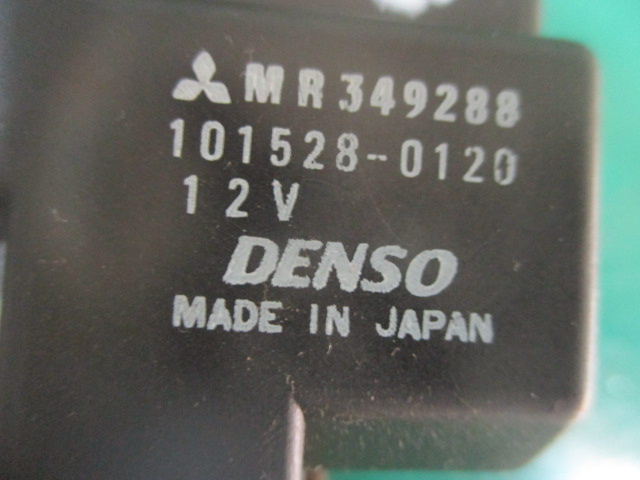 MR349288
101528-0120
12V
DENSO
MADE IN JAPAN